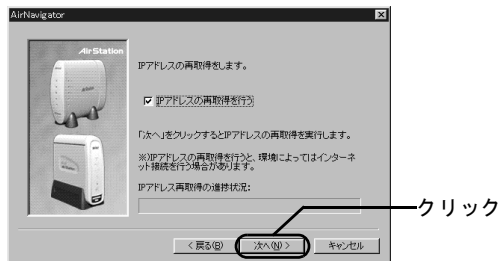 AirNavigator
AirStation
IPアドレスの再取得をします。
IPアドレスの再取得を行う
「次へ」をクリックするとIPアドレスの再取得を実行します。
※)IPアドレスの再取得を行うと、環境によってはインターネ
ット接続を行う場合があります。
IPアドレス再取得の進捗状況:
< 戻る(B)
次へ(N) >
キャンセル
クリック